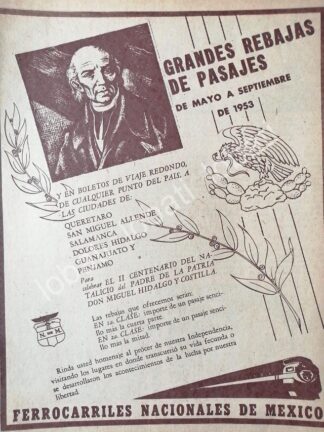 GRANDES REBAJAS
DE PASAJES
DE MAYO A SEPTIEMBRE
DE 1953
Y EN BOLETOS DE VIAJE REDONDO,
DE CUALQUIER PUNTO DEL PAIS, A
LAS CIUDADES DE:
QUERETARO
SAN MIGUEL ALLENDE
SALAMANCA
DOLORES HIDALGO
GUANAJUATO Y
PENJAMO
Para
celebrar EL II CENTENARIO DEL NA-
TALICIO del PADRE DE LA PATRIA
DON MIGUEL HIDALGO Y COSTILLA.
Las rebajas que ofrecemos serán:
EN 1a. CLASE: importe de un pasaje senci-
llo más la cuarta parte.
EN 2a. CLASE: importe de un pasaje senci-
llo más la mitad.
Rinda usted homenaje al prócer de nuestra Independencia,
visitando los lugares en donde transcurrió su vida fecunda o
se desarrollaron los acontecimientos de la lucha por nuestra
libertad.
FERROCARRILES NACIONALES DE MEXICO